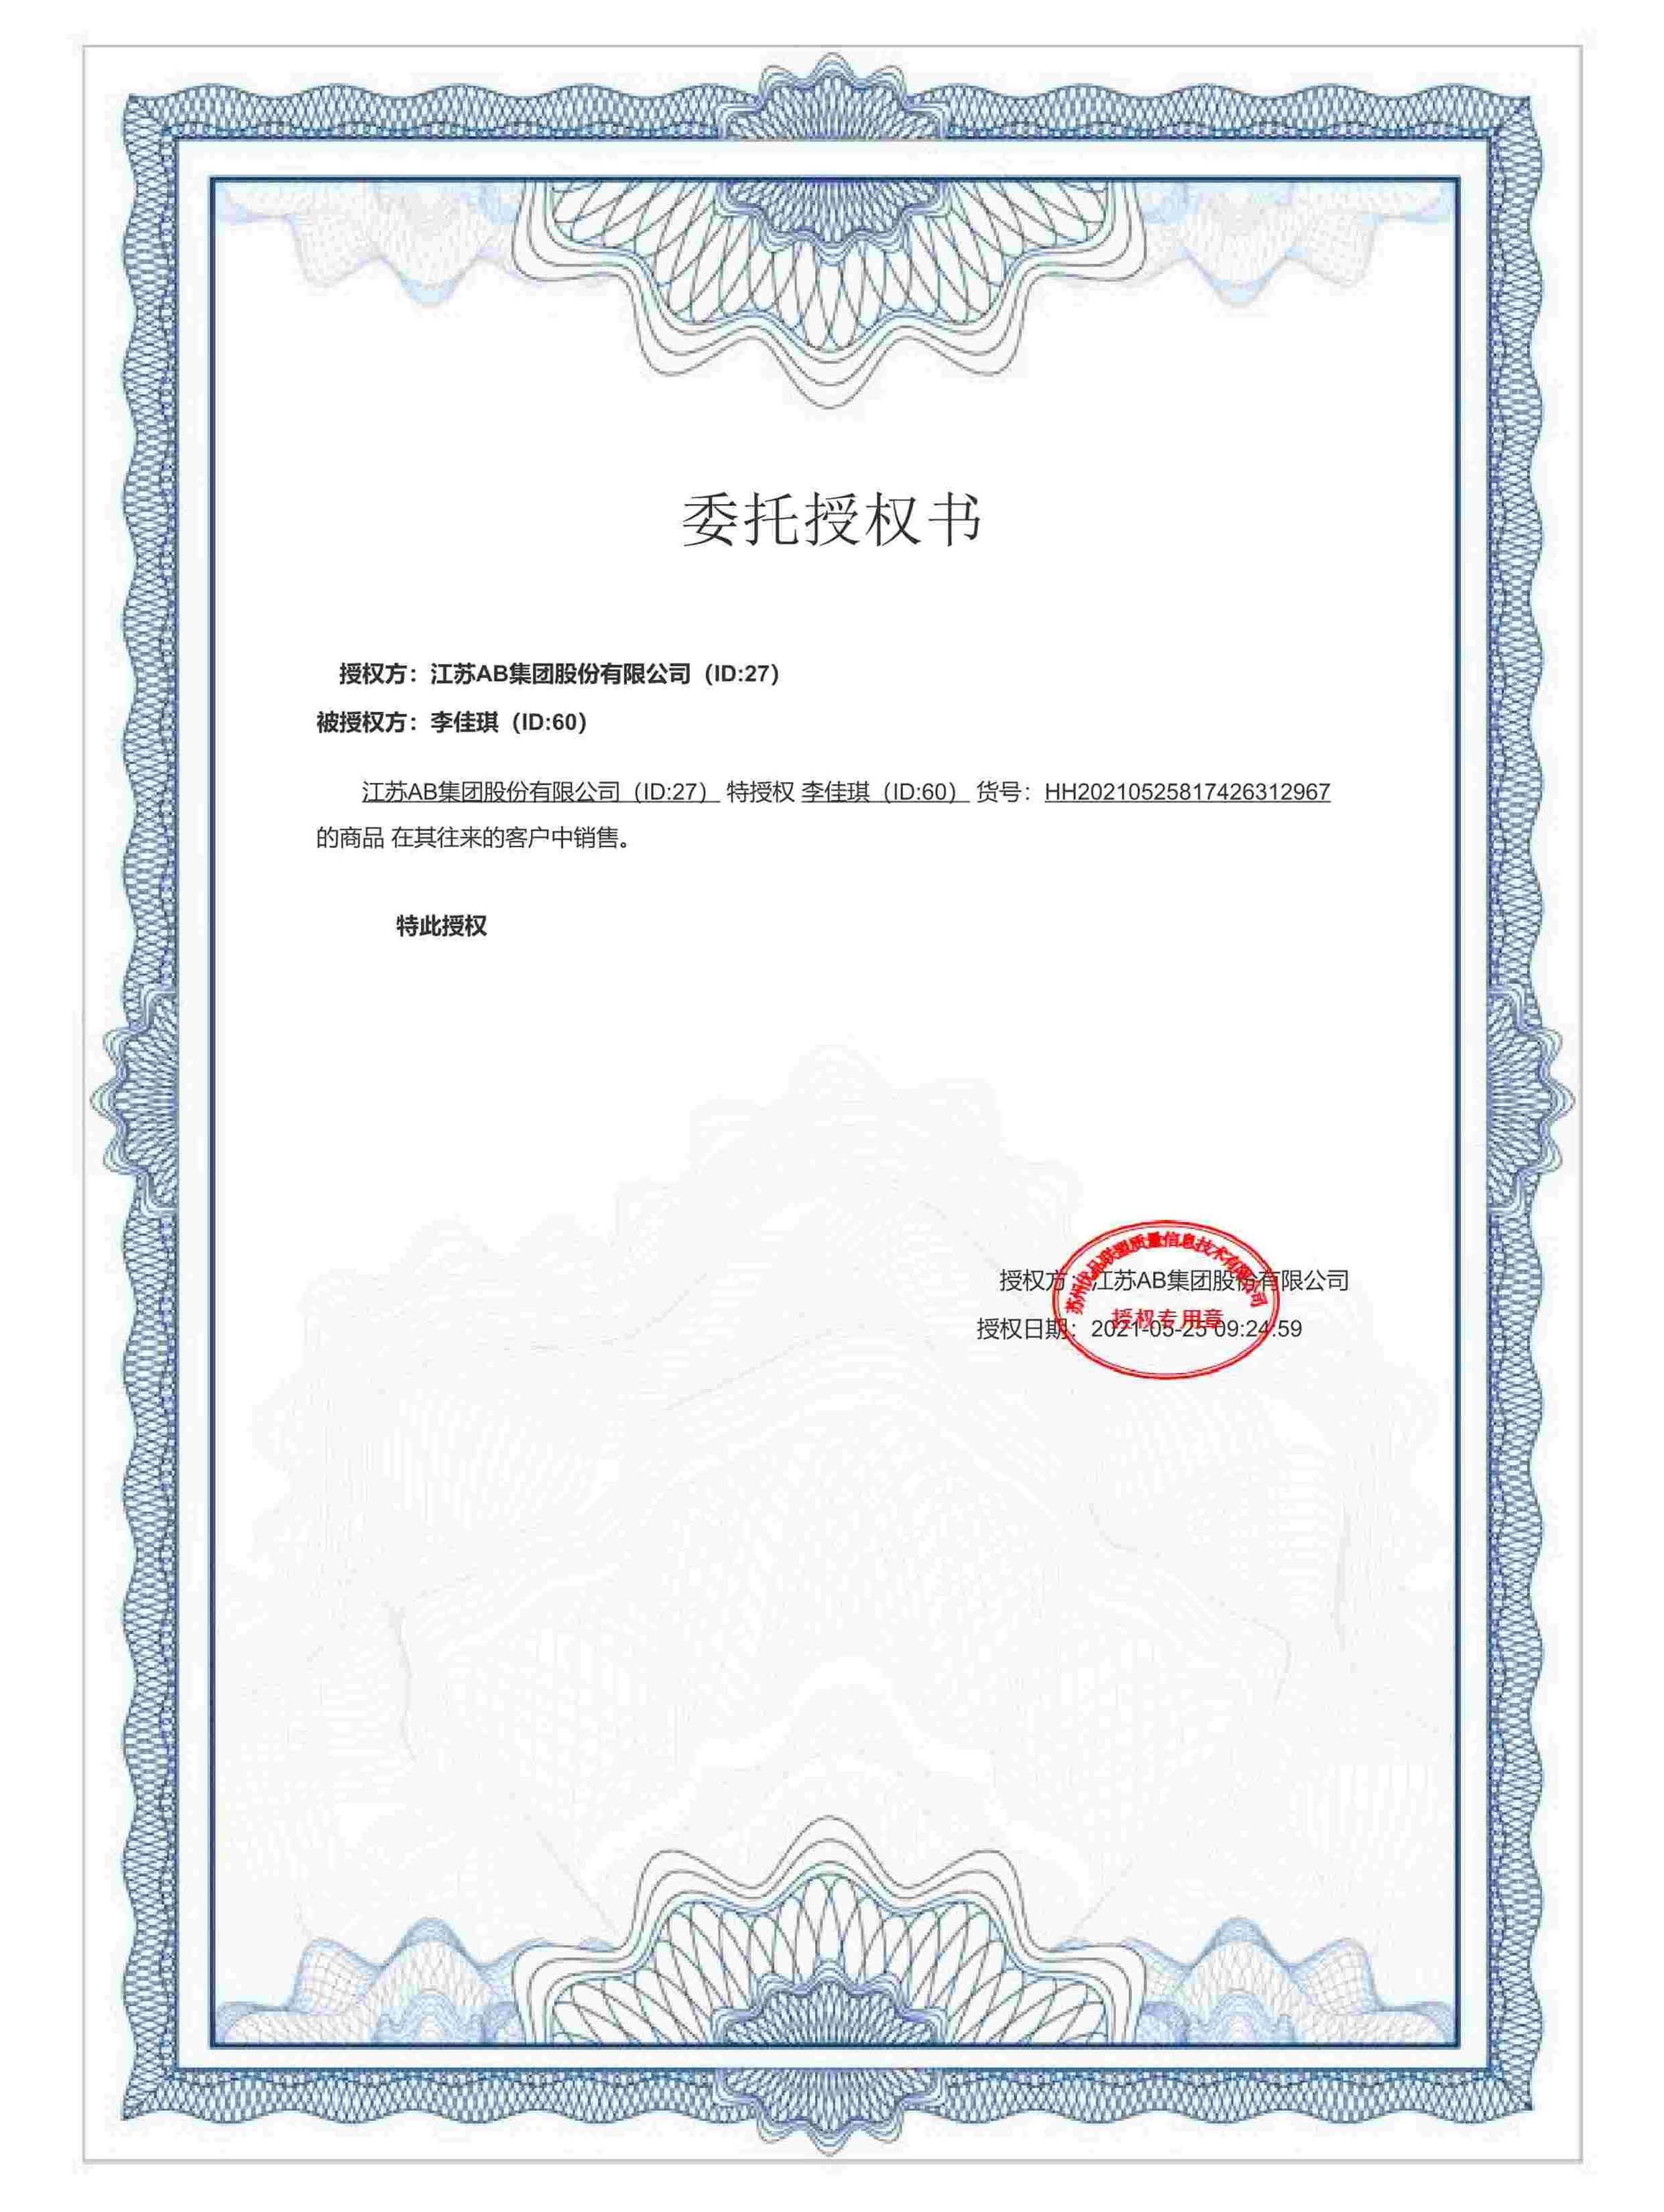 委托授权书
授权方：江苏AB集团股份有限公司（ID:27）
被授权方：李佳琪（ID:60）
江苏AB集团股份有限公司（ID:27） 特授权 李佳琪（ID:60） 货号：HH20210525817426312967
的商品 在其往来的客户中销售。
特此授权
苏州优品联盟质量信息技术有限公司
授权方：江苏AB集团股份有限公司
授权专用章
授权日期：2021-05-25 09:24:59